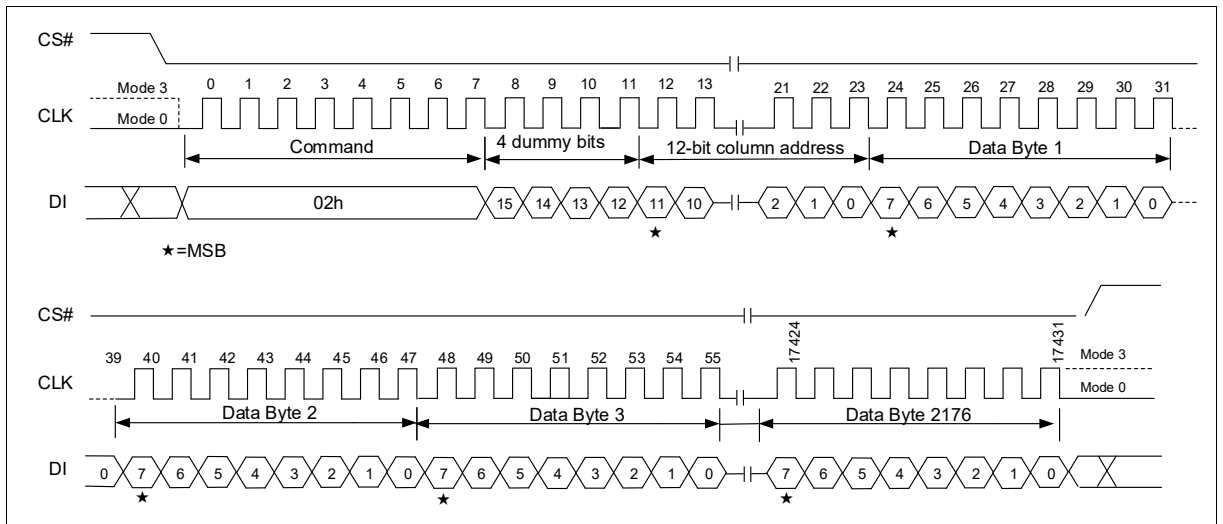 CS#
Mode 3
0 1 2 3 4 5 6 7 8 9 10 11 12 13 21 22 23 24 25 26 27 28 29 30 31
CLK
Mode 0
Command 4 dummy bits 12-bit column address Data Byte 1
DI 02h 15 14 13 12 11 10 2 1 0 7 6 5 4 3 2 1 0
★ ★
★=MSB
CS#
39 40 41 42 43 44 45 46 47 48 49 50 51 52 53 54 55 17424 17431
Mode 3
CLK
Mode 0
Data Byte 2 Data Byte 3 Data Byte 2176
DI 0 7 6 5 4 3 2 1 0 7 6 5 4 3 2 1 0 7 6 5 4 3 2 1 0
★ ★ ★